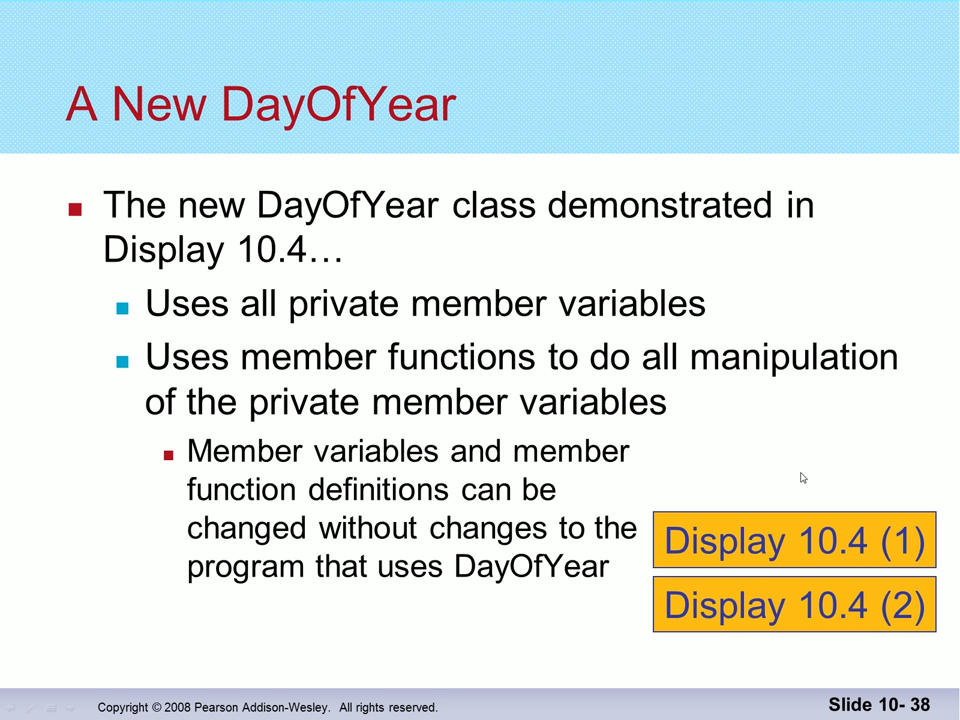 A New DayOfYear
The new DayOfYear class demonstrated in
Display 10.4…
Uses all private member variables
Uses member functions to do all manipulation
of the private member variables
Member variables and member
function definitions can be
changed without changes to the
program that uses DayOfYear
Display 10.4 (1)
Display 10.4 (2)
Copyright © 2008 Pearson Addison-Wesley. All rights reserved.
Slide 10- 38